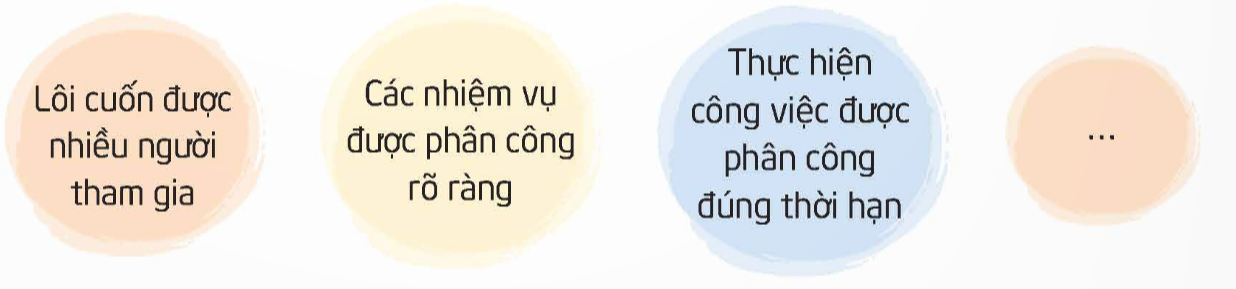 Lôi cuốn được
nhiều người
tham gia
Các nhiệm vụ
được phân công
rõ ràng
Thực hiện
công việc được
phân công
đúng thời hạn
...